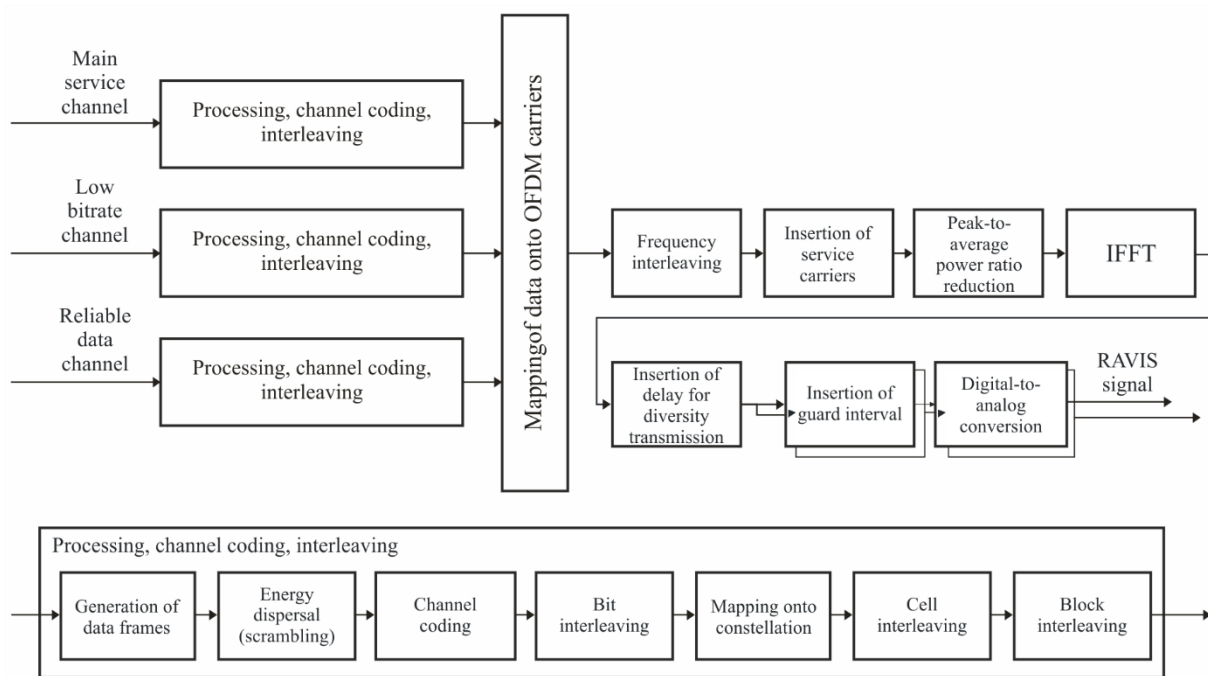 Main
service
channel
Processing, channel coding,
interleaving
Low
bitrate channel
Processing, channel coding,
interleaving
Reliable
data
channel
Processing, channel coding,
interleaving
Mappingof data onto OFDM carriers
Frequency
interleaving
Insertion of
service
carriers
Peak-to-
average
power ratio
reduction
IFFT
Insertion of
delay for
diversity
transmission
Insertion of
guard interval
Digital-to-
analog
conversion
RAVIS
signal
Processing, channel coding, interleaving
Generation of
data frames
Energy
dispersal
(scrambling)
Channel
coding
Bit
interleaving
Mapping onto
constellation
Cell
interleaving
Block
interleaving